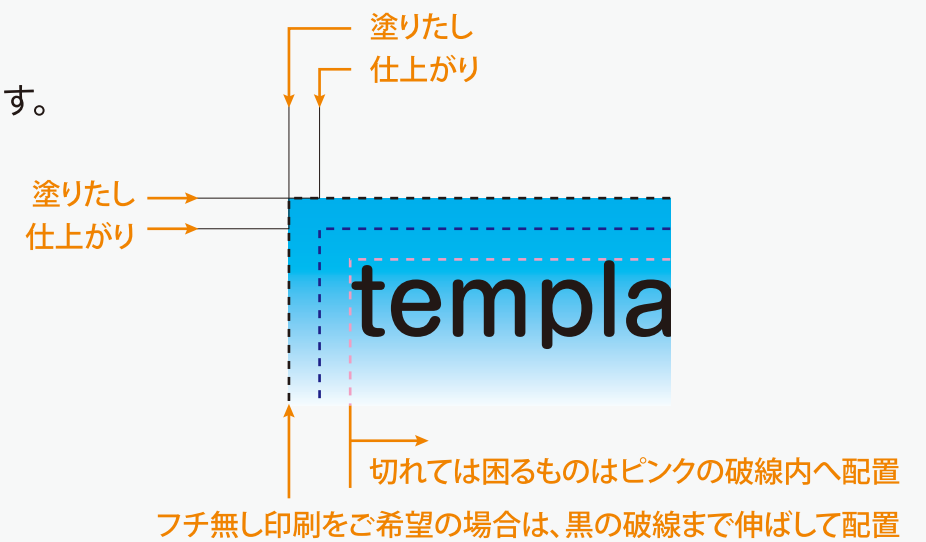 塗りたし
仕上がり
す。
塗りたし
仕上がり
templa
切れては困るものはピンクの破線内へ配置
フチ無し印刷をご希望の場合は、黒の破線まで伸ばして配置